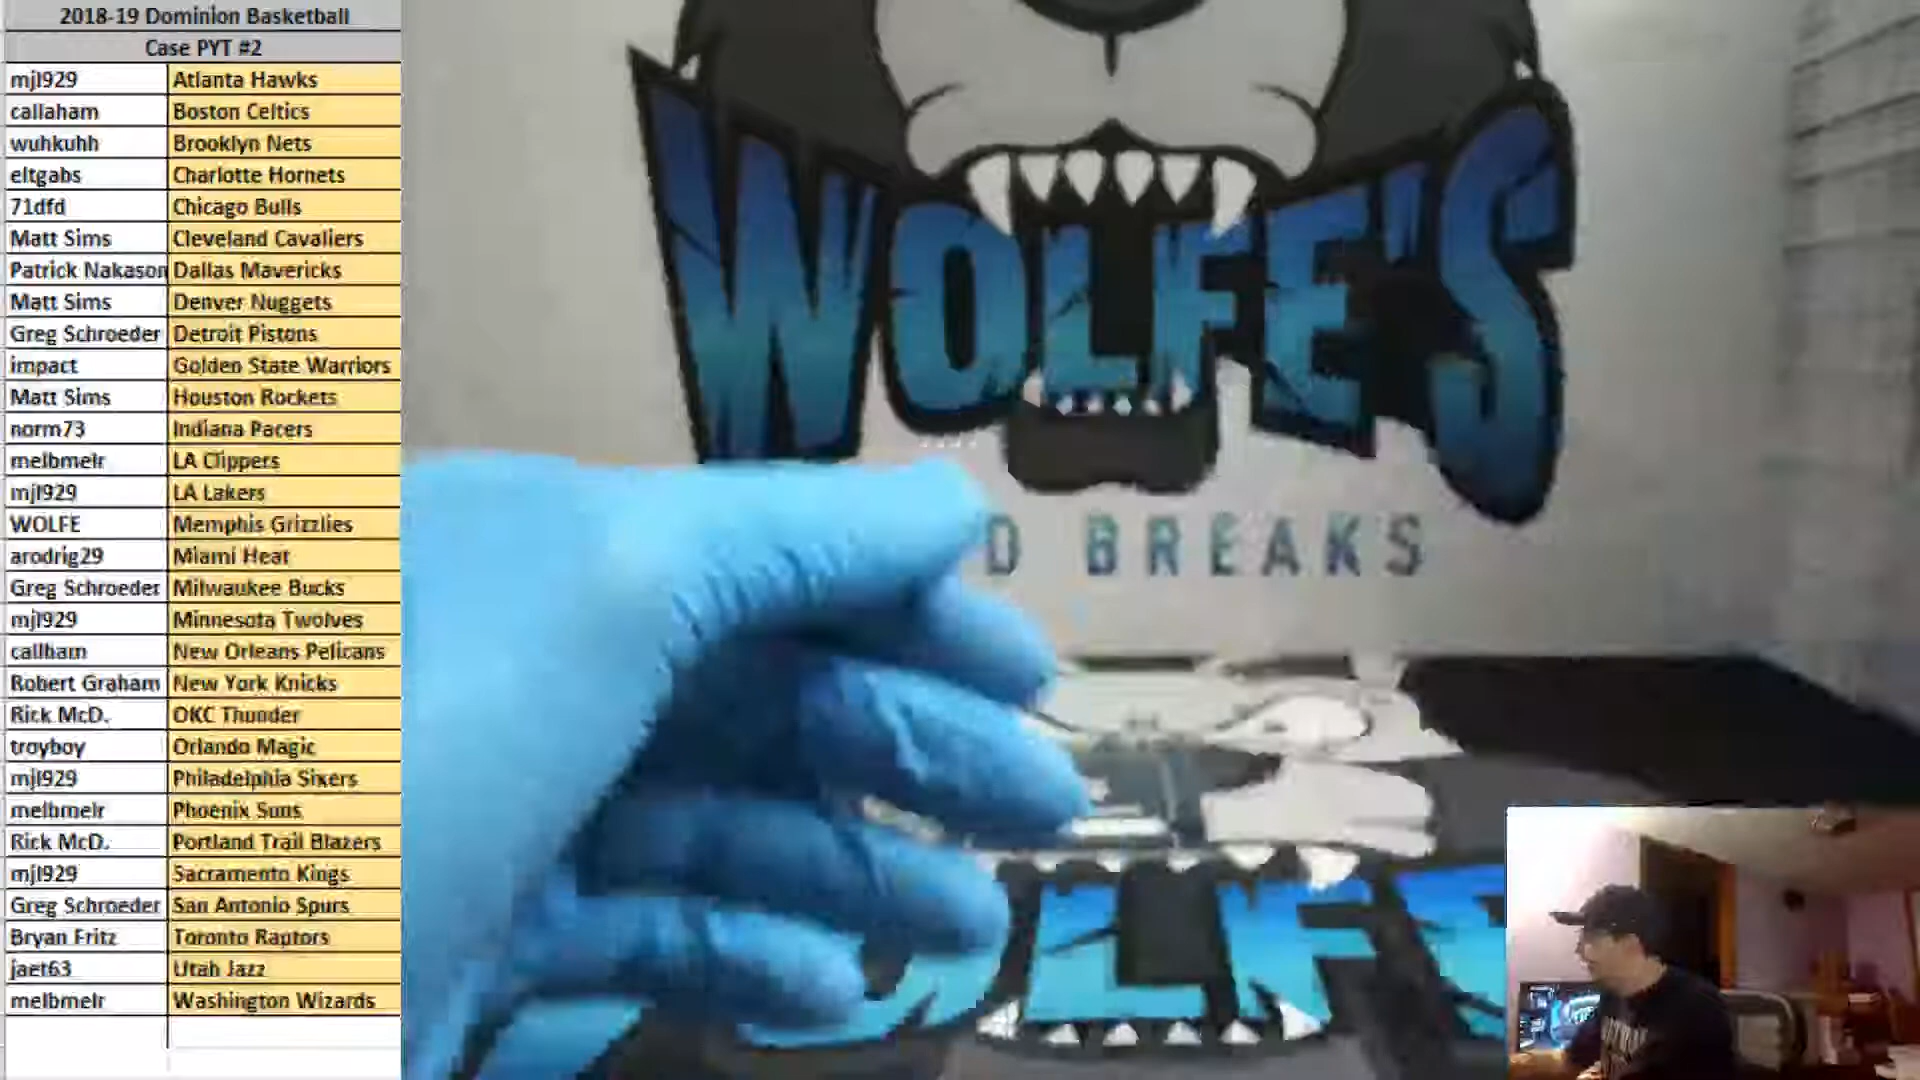 2018-19 Dominion Basketball
Case PYT #2
mjl929 Atlanta Hawks
callaham Boston Celtics
wuhkuhh Brooklyn Nets
eltgabs Charlotte Hornets
71dfd Chicago Bulls
Matt Sims Cleveland Cavaliers
Patrick Nakason Dallas Mavericks
Matt Sims Denver Nuggets
Greg Schroeder Detroit Pistons
impact Golden State Warriors
Matt Sims Houston Rockets
norm73 Indiana Pacers
melbmelr LA Clippers
mjl929 LA Lakers
WOLFE Memphis Grizzlies
arodrig29 Miami Heat
Greg Schroeder Milwaukee Bucks
mjl929 Minnesota Twolves
callham New Orleans Pelicans
Robert Graham New York Knicks
Rick McD. OKC Thunder
troyboy Orlando Magic
mjl929 Philadelphia Sixers
melbmelr Phoenix Suns
Rick McD. Portland Trail Blazers
mjl929 Sacramento Kings
Greg Schroeder San Antonio Spurs
Bryan Fritz Toronto Raptors
jaet63 Utah Jazz
melbmelr Washington Wizards
WOLFE'S
D BREAKS
OLF